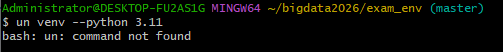 Administrator@DESKTOP-FU2AS1G MINGW64 ~/bigdata2026/exam_env (master)
$ un venv --python 3.11
bash: un: command not found